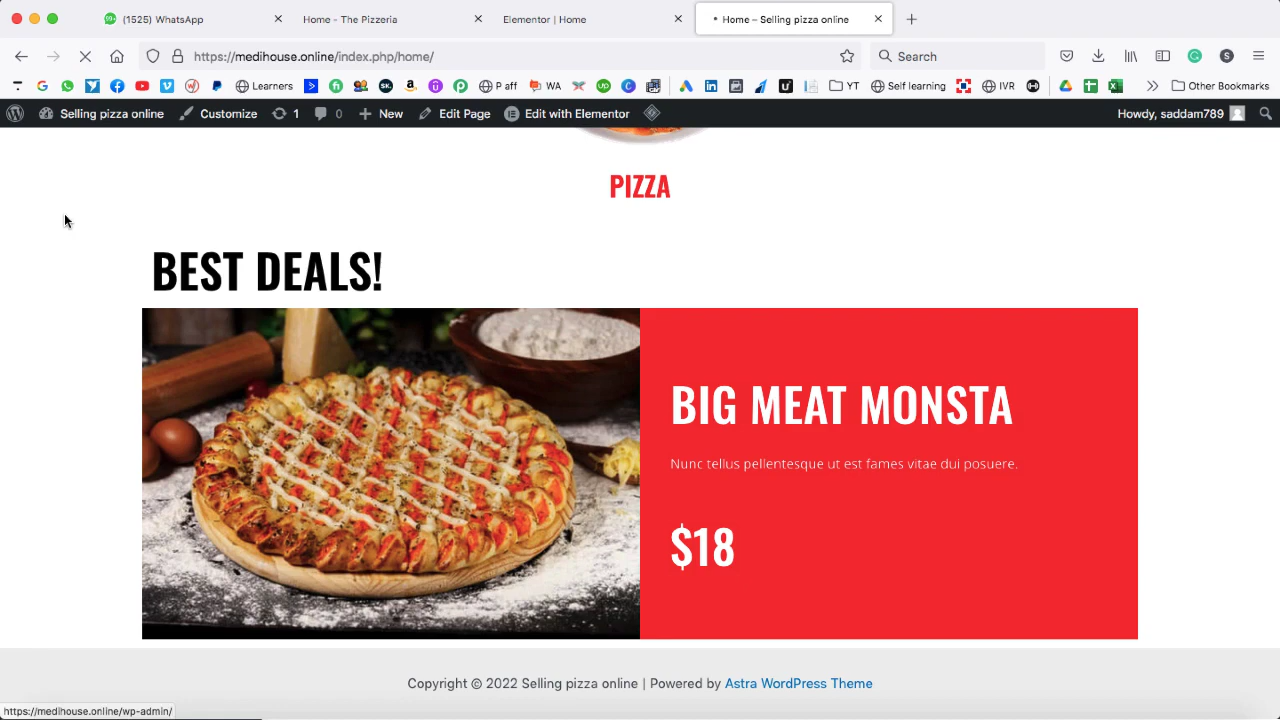 (1525) WhatsApp
Home - The Pizzeria
Elementor | Home
Home – Selling pizza online
https://medihouse.online/index.php/home/
Search
Learners
P aff
WA
YT
Self learning
IVR
Other Bookmarks
Selling pizza online
Customize
1
0
New
Edit Page
Edit with Elementor
Howdy, saddam789
PIZZA
BEST DEALS!
BIG MEAT MONSTA
Nunc tellus pellentesque ut est fames vitae dui posuere.
$18
Copyright © 2022 Selling pizza online | Powered by Astra WordPress Theme
https://medihouse.online/wp-admin/